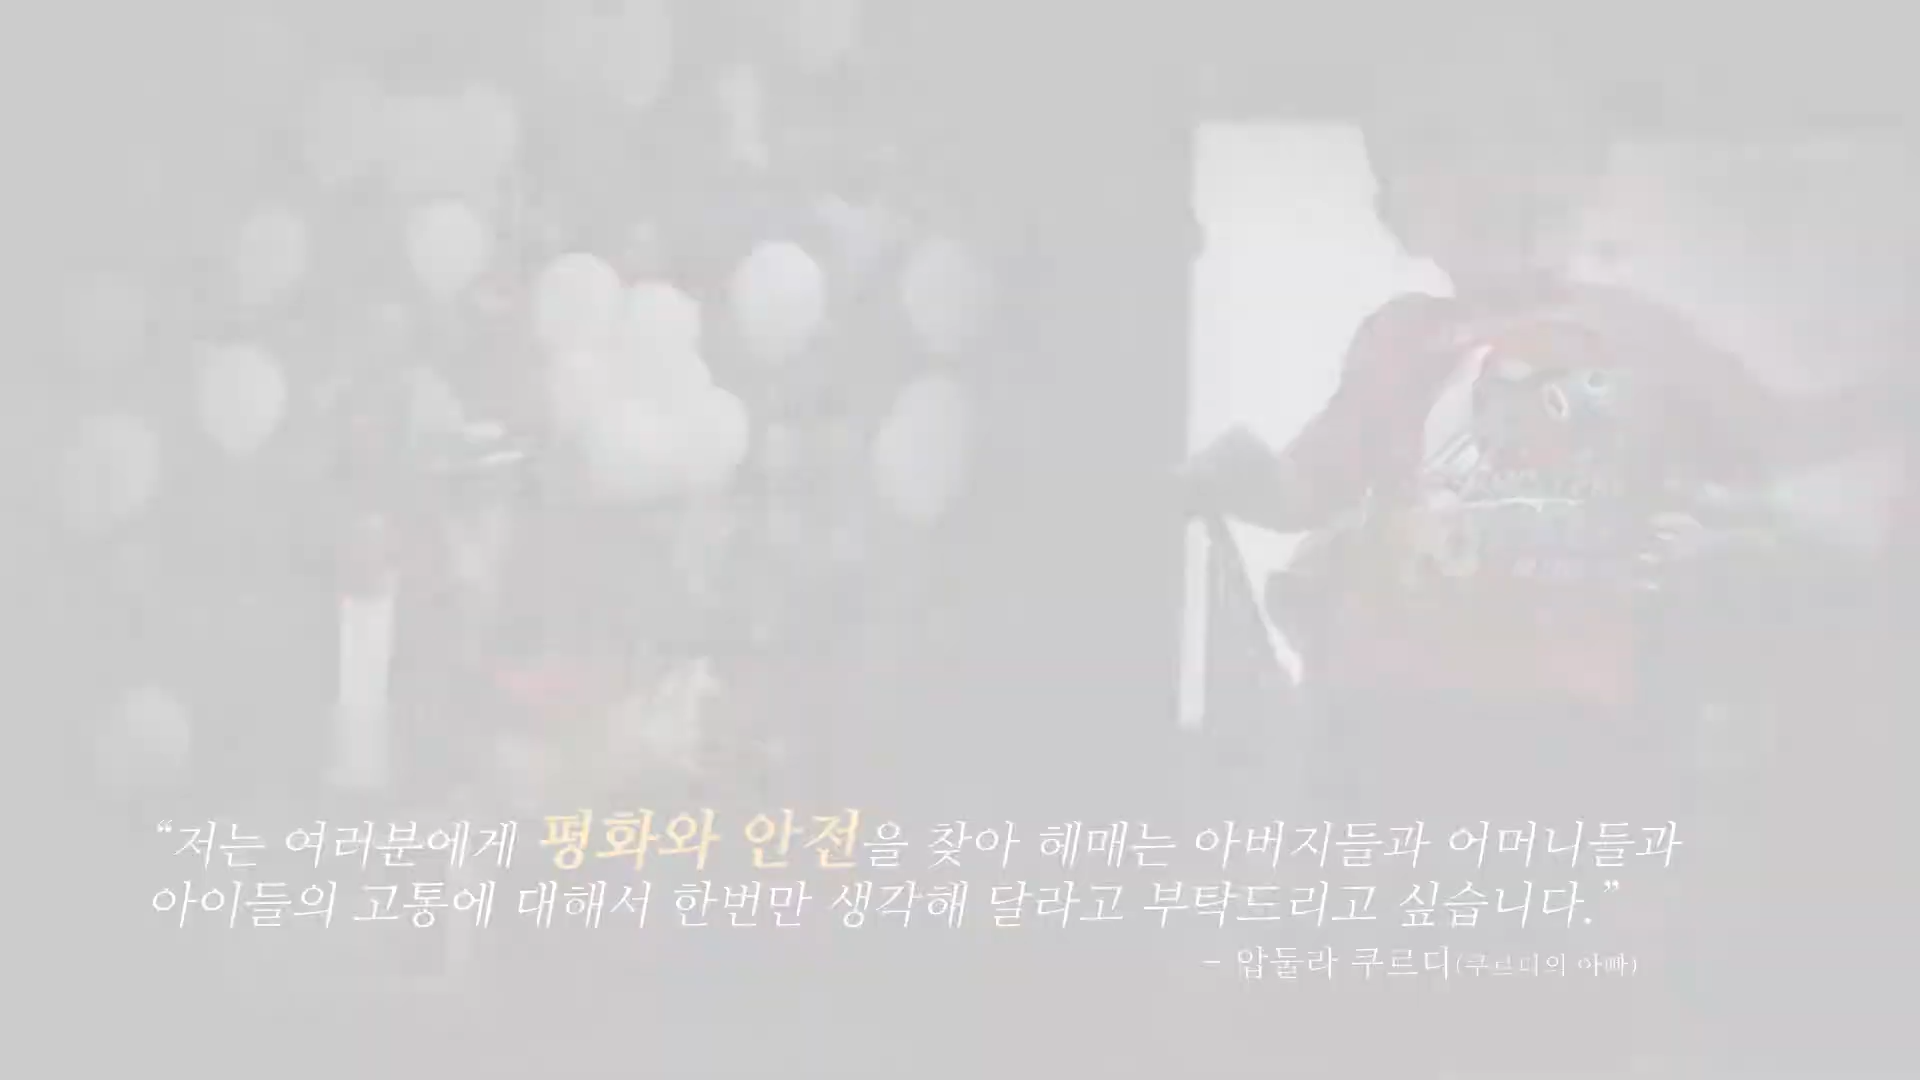 “저는 여러분에게 평화와 안전을 찾아 헤매는 아버지들과 어머니들과
아이들의 고통에 대해서 한번만 생각해 달라고 부탁드리고 싶습니다.”
- 압둘라 쿠르디(쿠르디의 아빠)